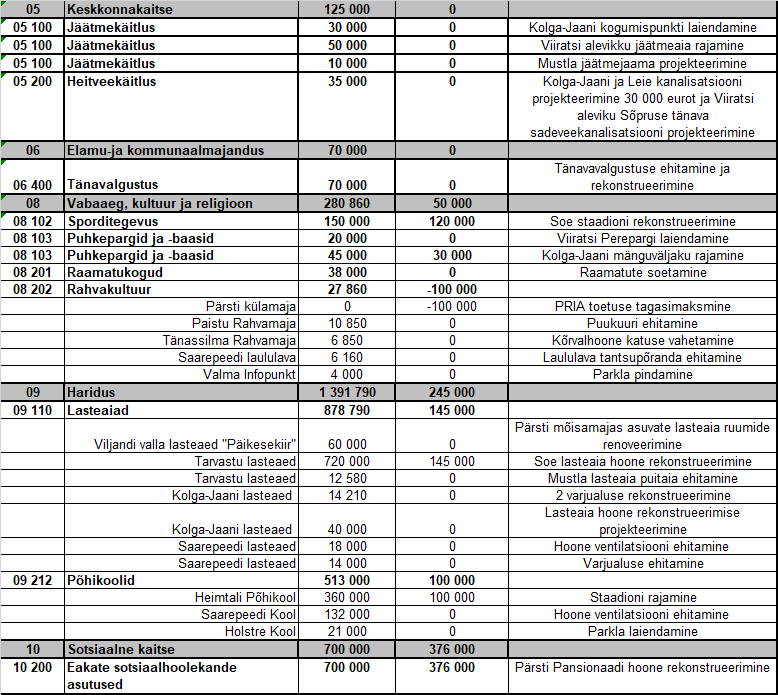 05 Keskkonnakaitse 125 000 0
05 100 Jäätmekäitlus 30 000 0 Kolga-Jaani kogumispunkti laiendamine
05 100 Jäätmekäitlus 50 000 0 Viiratsi alevikku jäätmeaia rajamine
05 100 Jäätmekäitlus 10 000 0 Mustla jäätmejaama projekteerimine
05 200 Heitveekäitlus 35 000 0 Kolga-Jaani ja Leie kanalisatsiooni
projekteerimine 30 000 eurot ja Viiratsi
aleviku Sõpruse tänava
sadeveekanalisatsiooni projekteerimine
06 Elamu-ja kommunaalmajandus 70 000 0
Tänavavalgustuse ehitamine ja
06 400 Tänavalgustus 70 000 0 rekonstrueerimine
08 Vabaaeg, kultuur ja religioon 280 860 50 000
08 102 Sporditegevus 150 000 120 000 Soe staadioni rekonstrueerimine
08 103 Puhkepargid ja -baasid 20 000 0 Viiratsi Perepargi laiendamine
08 103 Puhkepargid ja -baasid 45 000 30 000 Kolga-Jaani mänguväljaku rajamine
08 201 Raamatukogud 38 000 0 Raamatute soetamine
08 202 Rahvakultuur 27 860 -100 000
Pärsti külamaja 0 -100 000 PRIA toetuse tagasimaksmine
Paistu Rahvamaja 10 850 0 Puukuuri ehitamine
Tänassilma Rahvamaja 6 850 0 Kõrvalhoone katuse vahetamine
Saarepeedi laululava 6 160 0 Laululava tantsupõranda ehitamine
Valma Infopunkt 4 000 0 Parkla pindamine
09 Haridus 1 391 790 245 000
09 110 Lasteaiad 878 790 145 000
Pärsti mõisamajas asuvate lasteaia ruumide
Viljandi valla lasteaed "Päikesekiir" 60 000 0 renoveerimine
Tarvastu lasteaed 720 000 145 000 Soe lasteaia hoone rekonstrueerimine
Tarvastu lasteaed 12 580 0 Mustla lasteaia puitaia ehitamine
Kolga-Jaani lasteaed 14 210 0 2 varjualuse rekonstrueerimine
Lasteaia hoone rekonstrueerimise
Kolga-Jaani lasteaed 40 000 0 projekteerimine
Saarepeedi lasteaed 18 000 0 Hoone ventilatsiooni ehitamine
Saarepeedi lasteaed 14 000 0 Varjualuse ehitamine
09 212 Põhikoolid 513 000 100 000
Heimtali Põhikool 360 000 100 000 Staadioni rajamine
Saarepeedi Kool 132 000 0 Hoone ventilatsiooni ehitamine
Holstre Kool 21 000 0 Parkla laiendamine
10 Sotsiaalne kaitse 700 000 376 000
10 200 Eakate sotsiaalhoolekande 700 000 376 000 Pärsti Pansionaadi hoone rekonstrueerimine
asutused